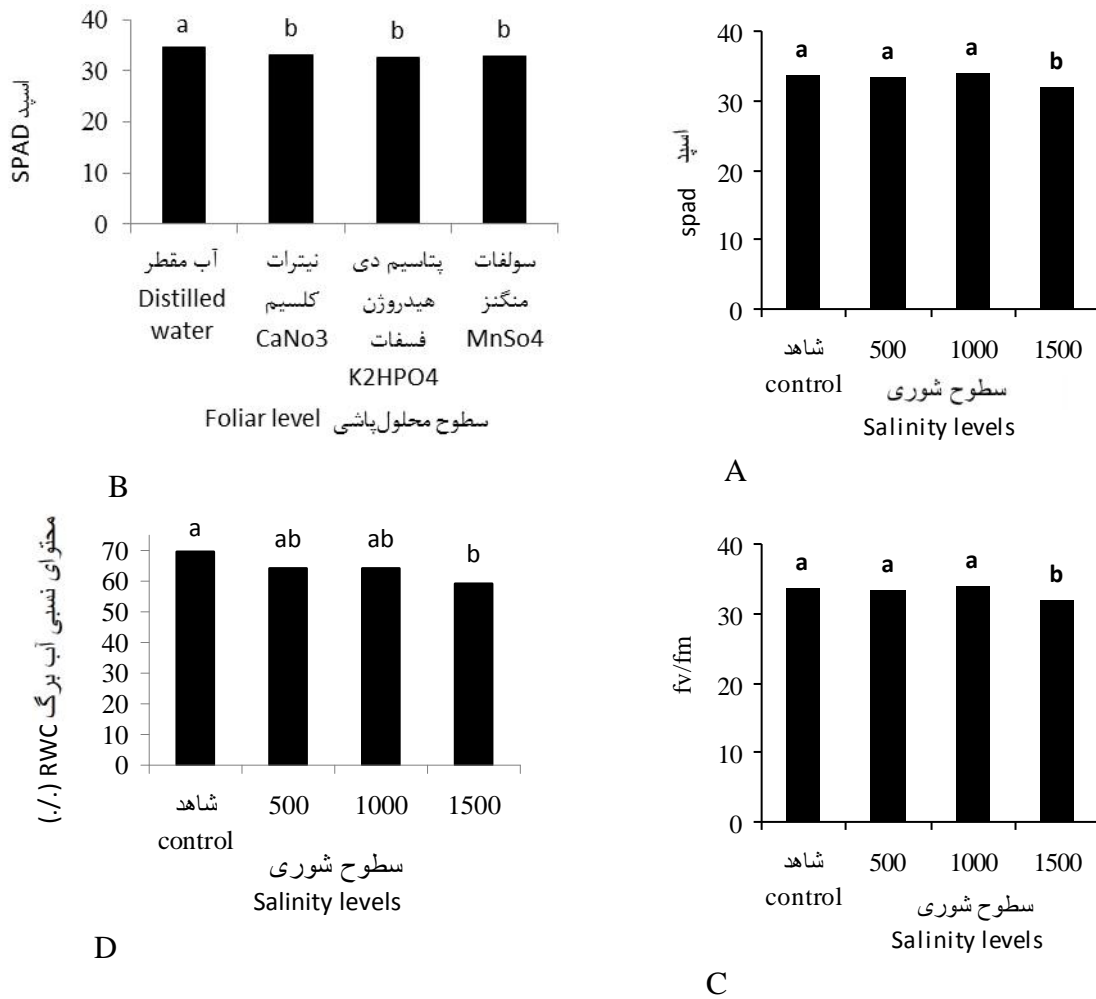 40
30
20
10
0
اسپد SPAD
a
b
b
b
آب مقطر
Distilled
water
نیترات
کلسیم
CaNo3
پتاسیم دی
هیدروژن
فسفات
K2HPO4
سولفات
منگنز
MnSo4
سطوح محلول‌پاشی Foliar level
B
40
30
20
10
0
spad اسپد
a
a
a
b
شاهد
control
500
1000
1500
سطوح شوری
Salinity levels
A
70
60
50
40
30
20
10
0
محتوای نسبی آب برگ RWC (./.)
a
ab
ab
b
شاهد
control
500
1000
1500
سطوح شوری
Salinity levels
D
40
30
20
10
0
fv/fm
a
a
a
b
شاهد
control
500
1000
1500
سطوح شوری
Salinity levels
C